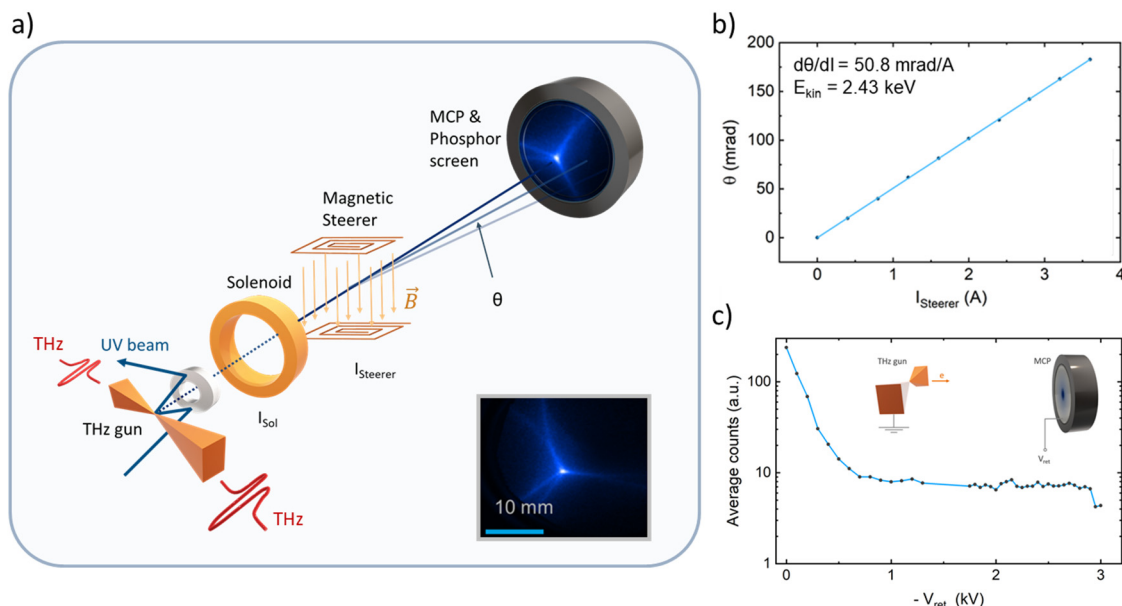 a)
MCP &
Phosphor
screen
Magnetic
Steerer
Solenoid
B
θ
THz
UV beam
I_Steerer
THz gun
I_Sol
THz
10 mm
b)
dθ/dI = 50.8 mrad/A
E_kin = 2.43 keV
θ (mrad)
200
150
100
50
0
0 1 2 3 4
I_Steerer (A)
c)
THz gun
e
MCP
V_ret
Average counts (a.u.)
100
10
1
0 1 2 3
- V_ret (kV)